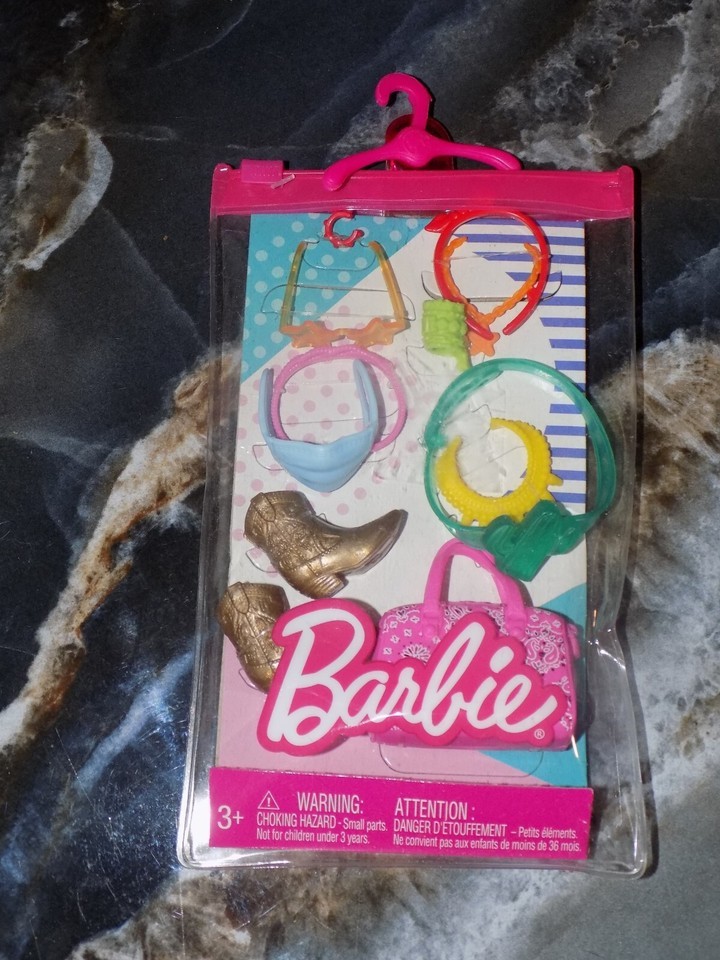 Barbie®
3+
WARNING:
CHOKING HAZARD - Small parts.
Not for children under 3 years.
ATTENTION :
DANGER D'ÉTOUFFEMENT – Petits éléments.
Ne convient pas aux enfants de moins de 36 mois.